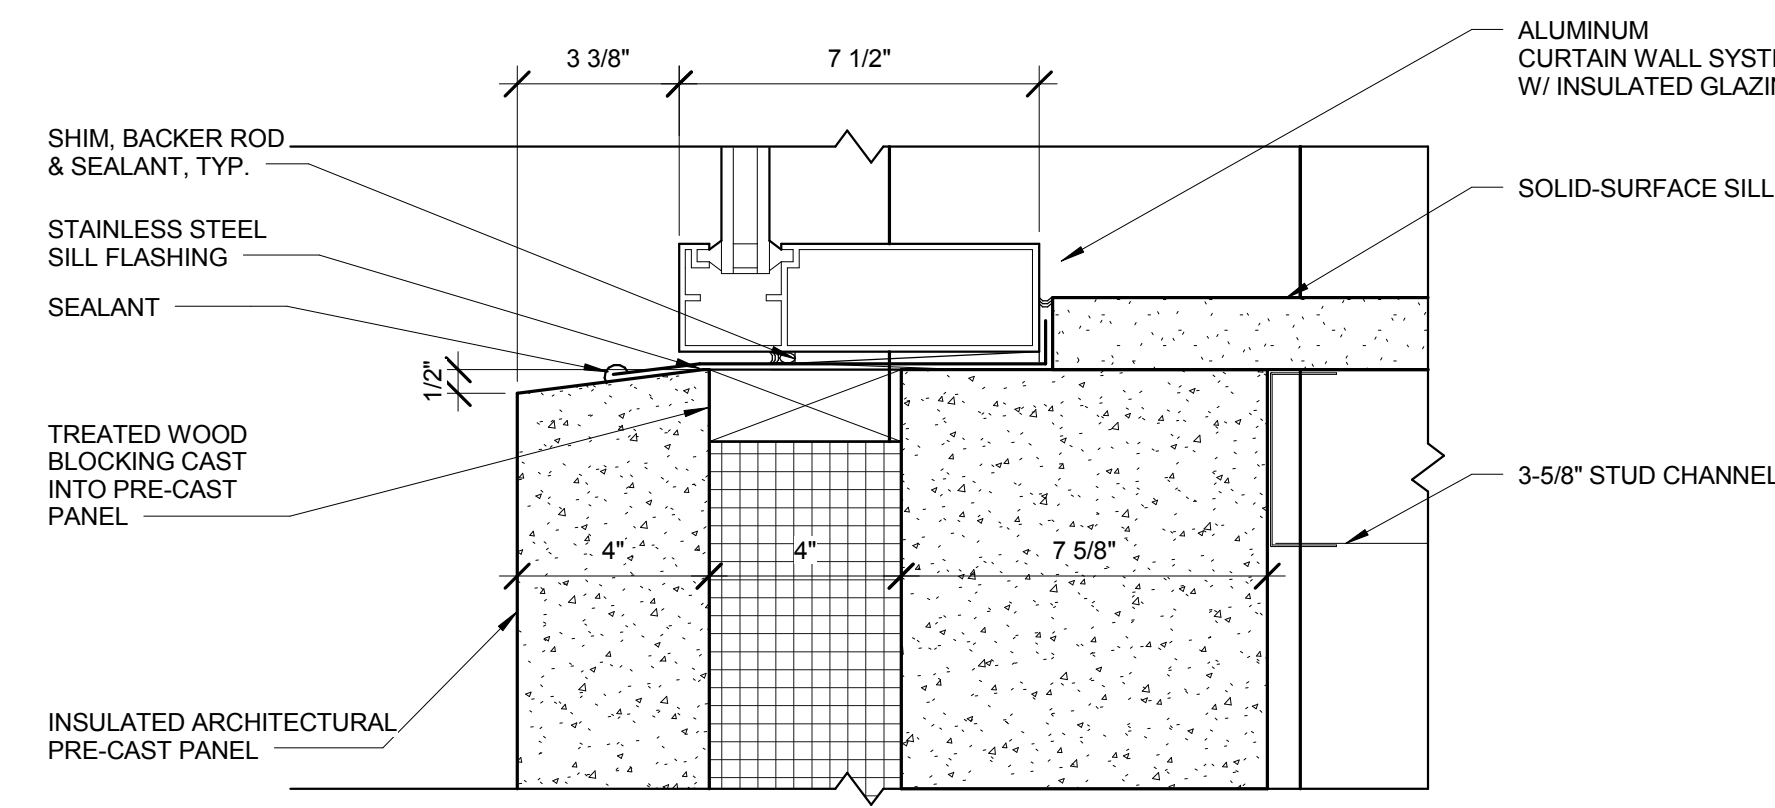 3 3/8"
7 1/2"
ALUMINUM
CURTAIN WALL
W/ INSULATED
SHIM, BACKER ROD
& SEALANT, TYP.
SOLID-SURFACE SILL
STAINLESS STEEL
SILL FLASHING
SEALANT
1/2"
TREATED WOOD
BLOCKING CAST
INTO PRE-CAST
PANEL
3-5/8" STUD CHANNEL
4"
4"
7 5/8"
INSULATED ARCHITECTURAL
PRE-CAST PANEL